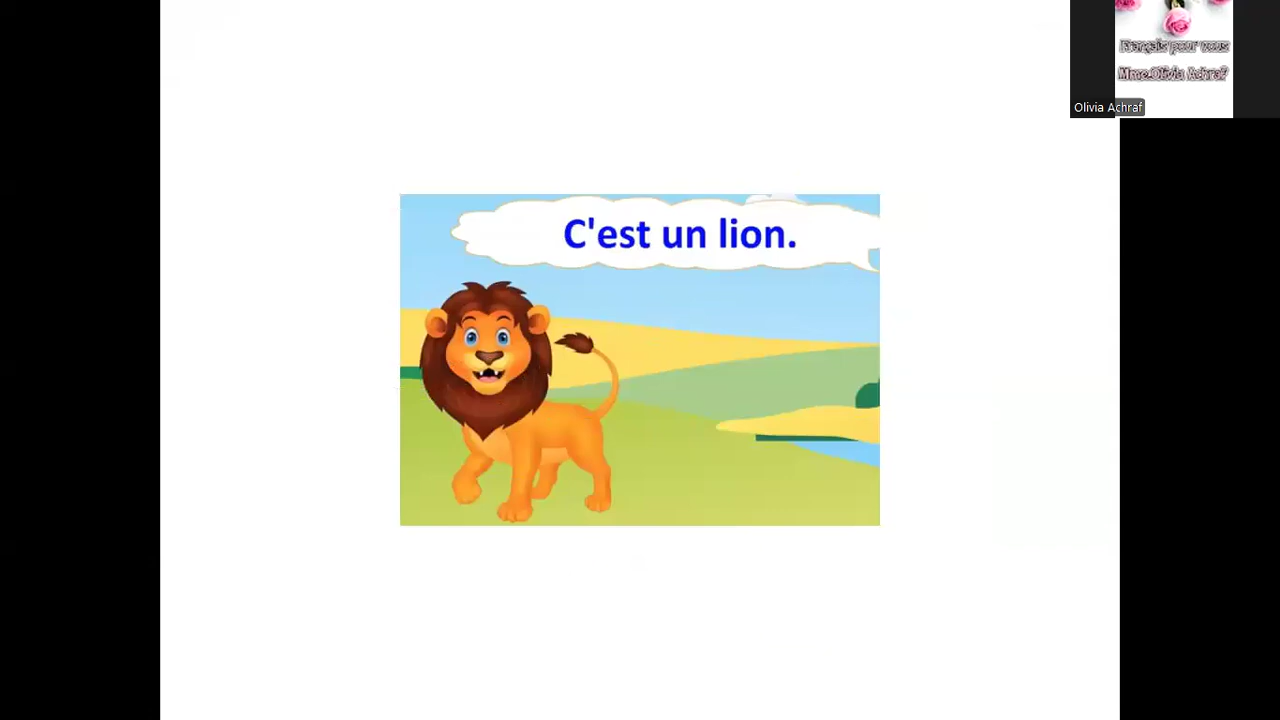 Français pour vous
Mme.Olivia Achraf
Olivia Achraf
C'est un lion.